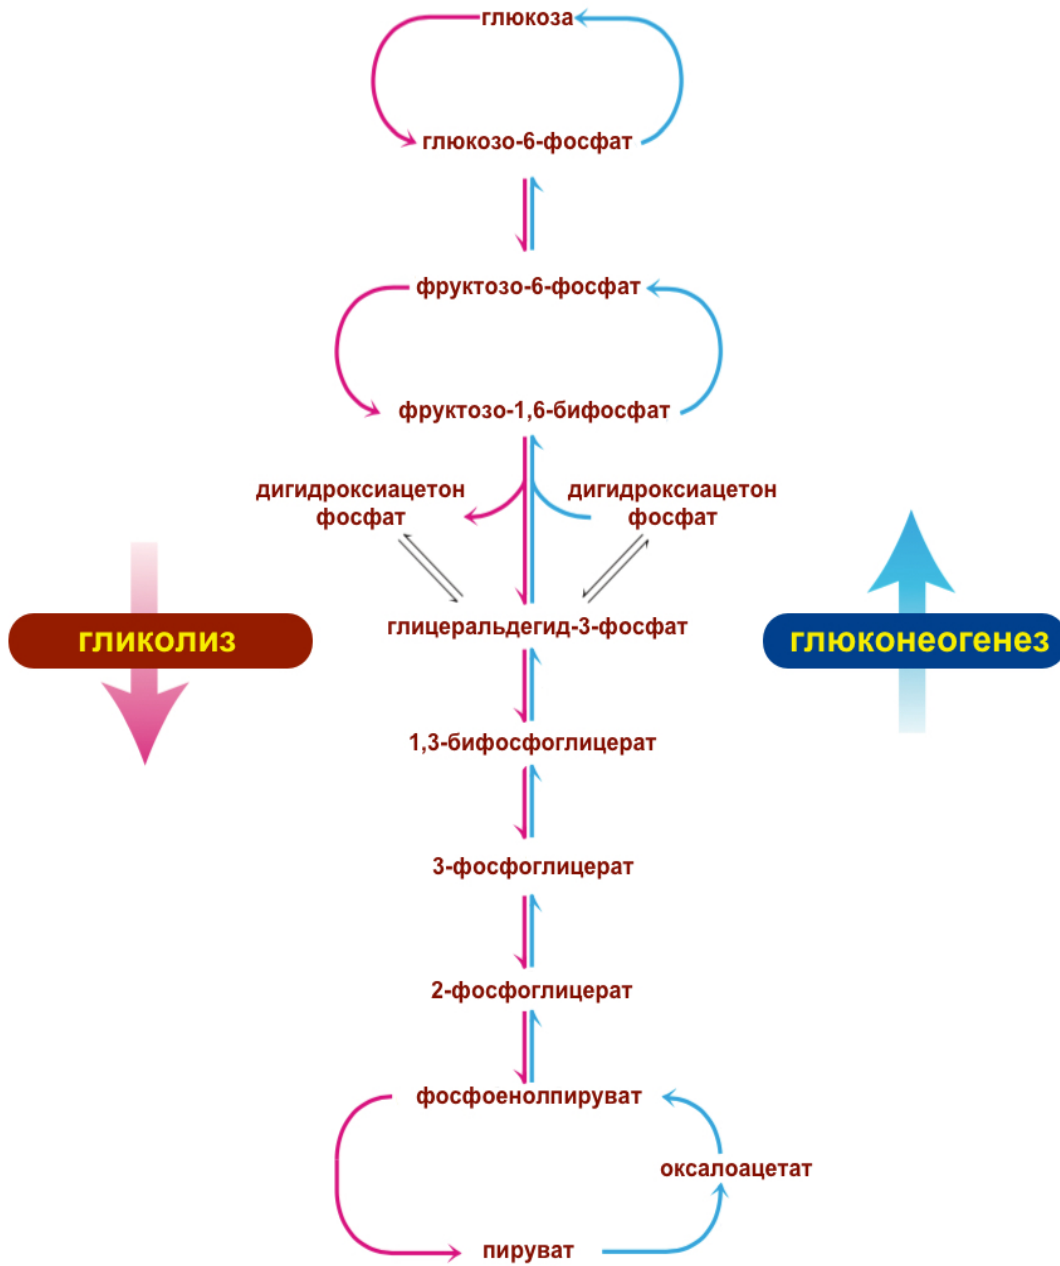 глюкоза
глюкозо-6-фосфат
фруктозо-6-фосфат
фруктозо-1,6-бифосфат
дигидроксиацетон
фосфат
дигидроксиацетон
фосфат
глицеральдегид-3-фосфат
гликолиз
глюконеогенез
1,3-бифосфоглицерат
3-фосфоглицерат
2-фосфоглицерат
фосфоенолпируват
оксалоацетат
пируват